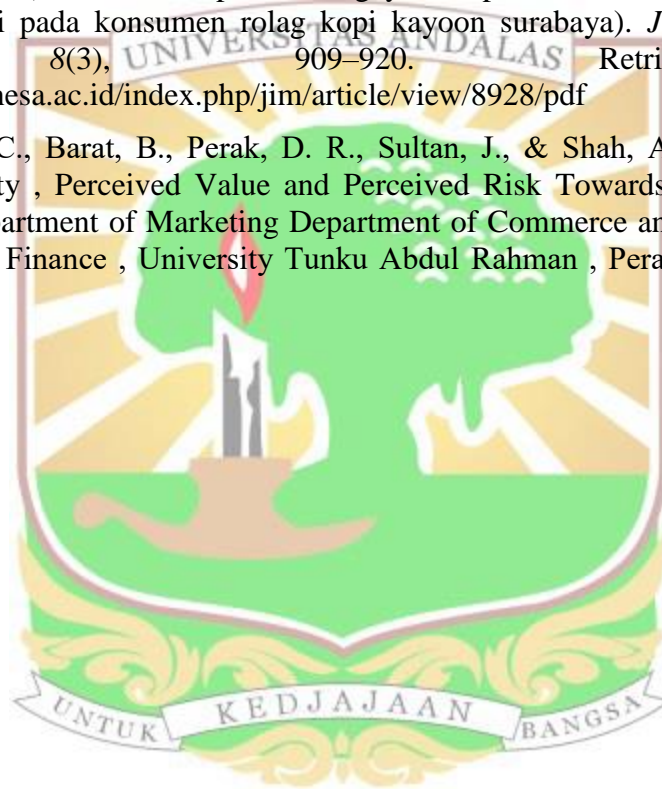 i pada konsumen rolag kopi kayoon surabaya). J
8(3), 909–920. Retri
nesa.ac.id/index.php/jim/article/view/8928/pdf
C., Barat, B., Perak, D. R., Sultan, J., & Shah, A
ty , Perceived Value and Perceived Risk Towards
partment of Marketing Department of Commerce an
Finance , University Tunku Abdul Rahman , Pera
UNIVERSITAS ANDALAS
UNTUK KEDJAJAAN BANGSA